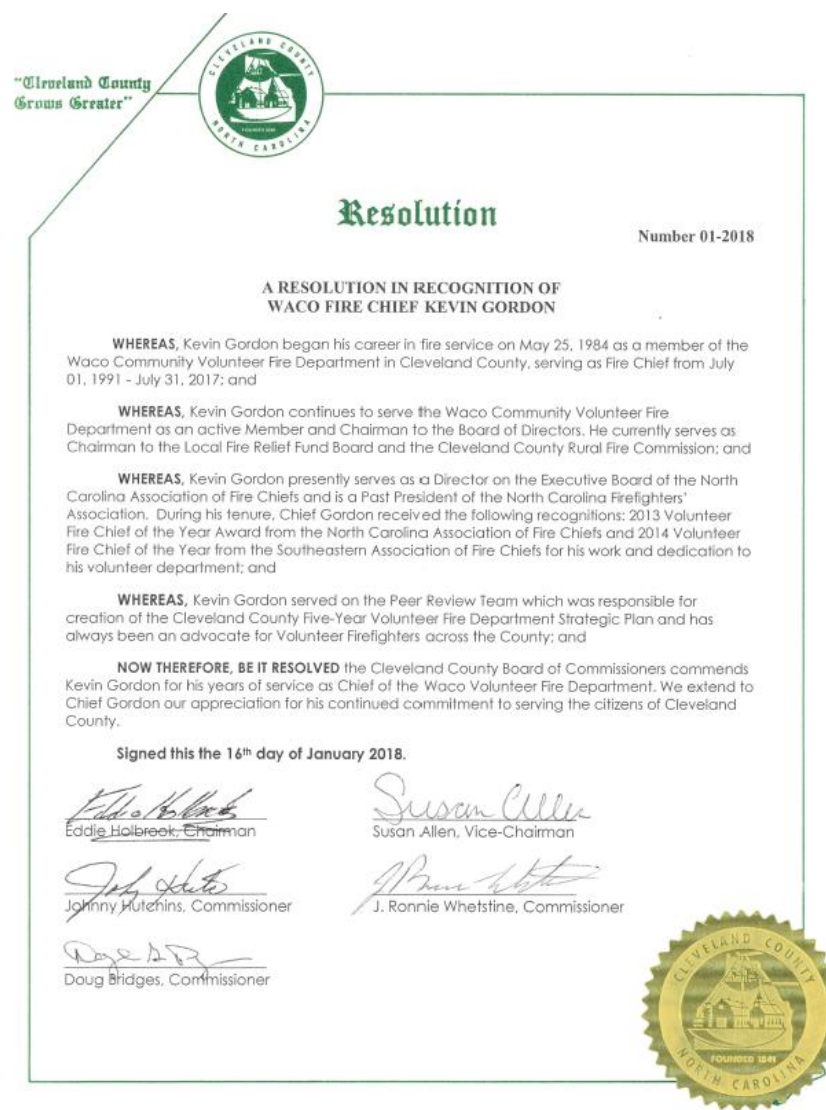 "Cleveland County
Grows Greater"
CLEVELAND COUNTY
FOUNDED 1841
NORTH CAROLINA
Resolution
Number 01-2018
A RESOLUTION IN RECOGNITION OF
WACO FIRE CHIEF KEVIN GORDON
WHEREAS, Kevin Gordon began his career in fire service on May 25, 1984 as a member of the
Waco Community Volunteer Fire Department in Cleveland County, serving as Fire Chief from July
01, 1991 - July 31, 2017; and
WHEREAS, Kevin Gordon continues to serve the Waco Community Volunteer Fire
Department as an active Member and Chairman to the Board of Directors. He currently serves as
Chairman to the Local Fire Relief Fund Board and the Cleveland County Rural Fire Commission; and
WHEREAS, Kevin Gordon presently serves as a Director on the Executive Board of the North
Carolina Association of Fire Chiefs and is a Past President of the North Carolina Firefighters'
Association. During his tenure, Chief Gordon received the following recognitions: 2013 Volunteer
Fire Chief of the Year Award from the North Carolina Association of Fire Chiefs and 2014 Volunteer
Fire Chief of the Year from the Southeastern Association of Fire Chiefs for his work and dedication to
his volunteer department; and
WHEREAS, Kevin Gordon served on the Peer Review Team which was responsible for
creation of the Cleveland County Five-Year Volunteer Fire Department Strategic Plan and has
always been an advocate for Volunteer Firefighters across the County; and
NOW THEREFORE, BE IT RESOLVED the Cleveland County Board of Commissioners commends
Kevin Gordon for his years of service as Chief of the Waco Volunteer Fire Department. We extend to
Chief Gordon our appreciation for his continued commitment to serving the citizens of Cleveland
County.
Signed this the 16th day of January 2018.
Eddie Holbrook Susan Allen
Eddie Holbrook, Chairman Susan Allen, Vice-Chairman
Johnny Hutchins, Commissioner J. Ronnie Whetstine, Commissioner
Doug Bridges, Commissioner
CLEVELAND COUNTY
FOUNDED 1841
NORTH CAROLINA